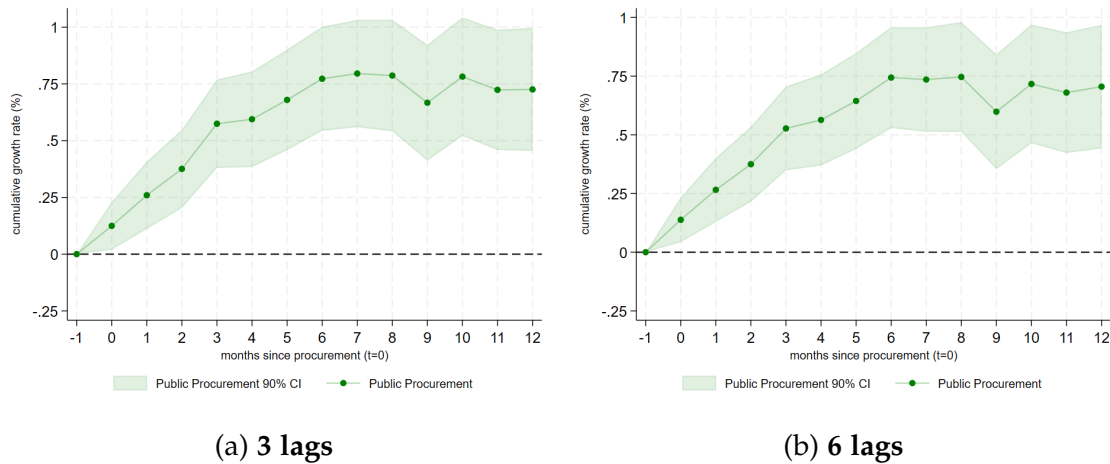 cumulative growth rate (%)
1
.75
.5
.25
0
-.25
-1 0 1 2 3 4 5 6 7 8 9 10 11 12
months since procurement (t=0)
Public Procurement 90% CI Public Procurement
(a) 3 lags
cumulative growth rate (%)
1
.75
.5
.25
0
-.25
-1 0 1 2 3 4 5 6 7 8 9 10 11 12
months since procurement (t=0)
Public Procurement 90% CI Public Procurement
(b) 6 lags